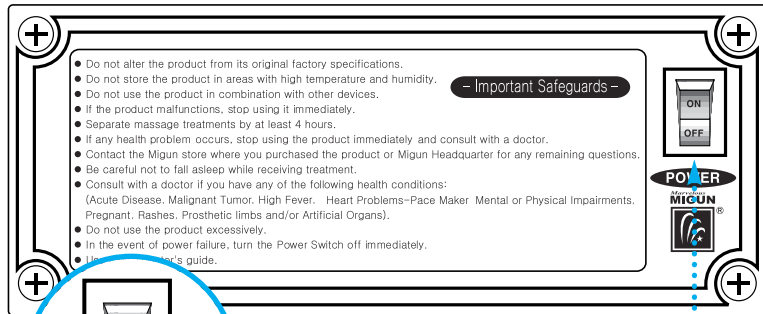 ● Do not alter the product from its original factory specifications.
● Do not store the product in areas with high temperature and humidity.
● Do not use the product in combination with other devices.
- Important Safeguards -
● If the product malfunctions, stop using it immediately.
● Separate massage treatments by at least 4 hours.
● If any health problem occurs, stop using the product immediately and consult with a doctor.
● Contact the Migun store where you purchased the product or Migun Headquarter for any remaining questions.
● Be careful not to fall asleep while receiving treatment.
● Consult with a doctor if you have any of the following health conditions:
(Acute Disease, Malignant Tumor, High Fever, Heart Problems-Pace Maker Mental or Physical Impairments,
Pregnant, Rashes, Prosthetic limbs and/or Artificial Organs).
● Do not use the product excessively.
● In the event of power failure, turn the Power Switch off immediately.
● guide.
ON
OFF
POWER
Marvelous
MIGUN
®